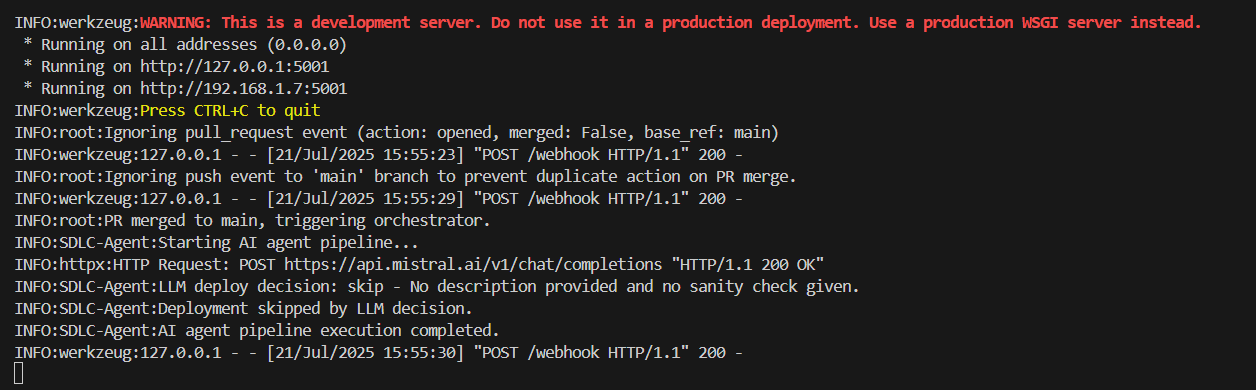 INFO:werkzeug:WARNING: This is a development server. Do not use it in a production deployment. Use a production WSGI server instead.
 * Running on all addresses (0.0.0.0)
 * Running on http://127.0.0.1:5001
 * Running on http://192.168.1.7:5001
INFO:werkzeug:Press CTRL+C to quit
INFO:root:Ignoring pull_request event (action: opened, merged: False, base_ref: main)
INFO:werkzeug:127.0.0.1 - - [21/Jul/2025 15:55:23] "POST /webhook HTTP/1.1" 200 -
INFO:root:Ignoring push event to 'main' branch to prevent duplicate action on PR merge.
INFO:werkzeug:127.0.0.1 - - [21/Jul/2025 15:55:29] "POST /webhook HTTP/1.1" 200 -
INFO:root:PR merged to main, triggering orchestrator.
INFO:SDLC-Agent:Starting AI agent pipeline...
INFO:httpx:HTTP Request: POST https://api.mistral.ai/v1/chat/completions "HTTP/1.1 200 OK"
INFO:SDLC-Agent:LLM deploy decision: skip - No description provided and no sanity check given.
INFO:SDLC-Agent:Deployment skipped by LLM decision.
INFO:SDLC-Agent:AI agent pipeline execution completed.
INFO:werkzeug:127.0.0.1 - - [21/Jul/2025 15:55:30] "POST /webhook HTTP/1.1" 200 -